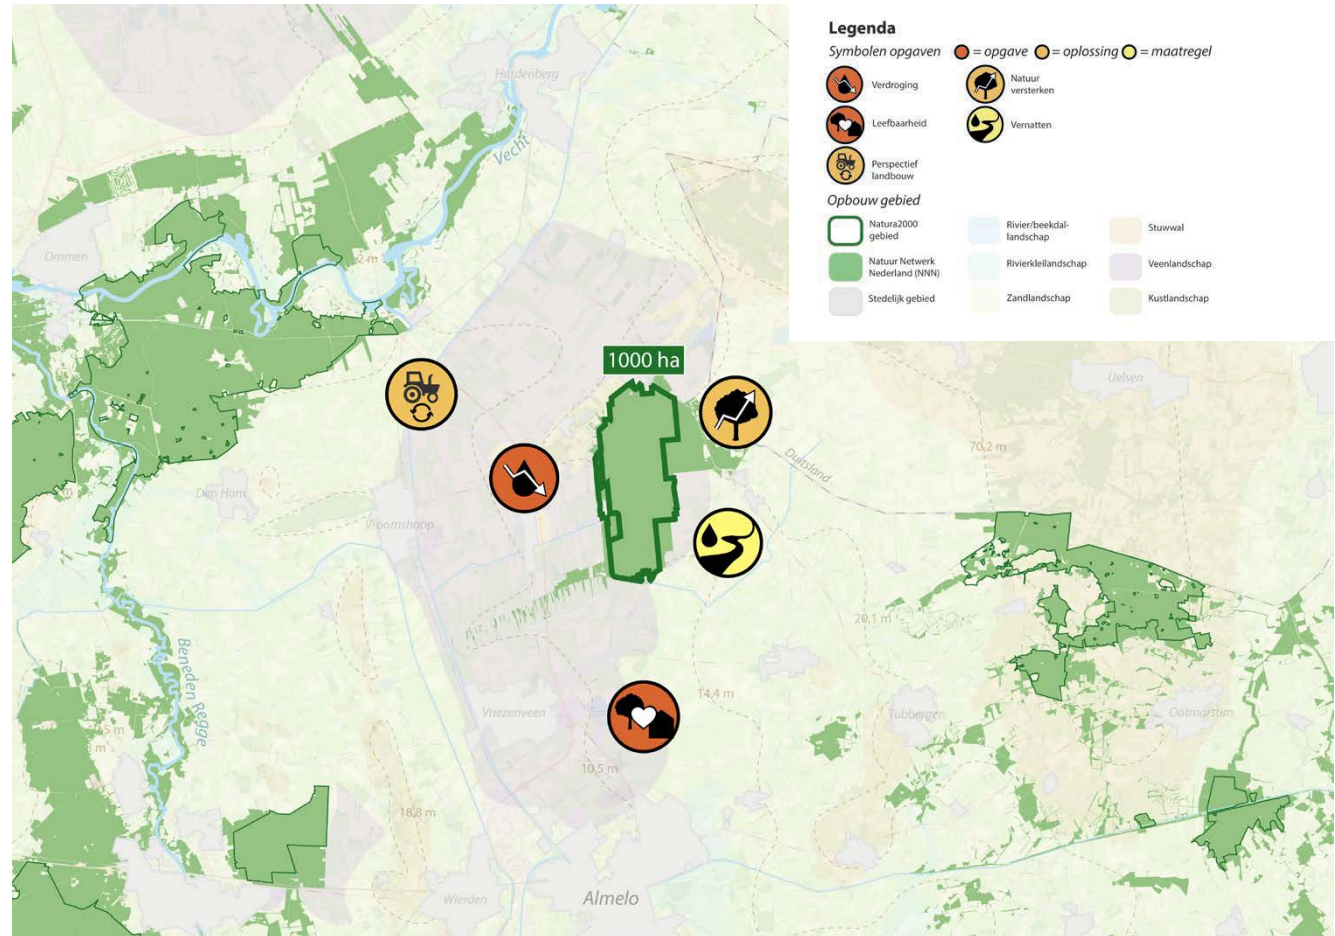 Legenda
Symbolen opgaven
= opgave
= oplossing
= maatregel
Verdroging
Natuur
versterken
Leefbaarheid
Vernatten
Perspectief
landbouw
Opbouw gebied
Natura2000
gebied
Rivier/beekdal-
landschap
Stuwwal
Natuur Netwerk
Nederland (NNN)
Rivierkleilandschap
Veenlandschap
Stedelijk gebied
Zandlandschap
Kustlandschap
Hardenberg
Vecht
Ommen
1000 ha
Uelsen
70,2 m
Duitsland
Den Ham
Vroomshoop
20,1 m
Beneden Regge
14,4 m
Vriezenveen
Tubbergen
Ootmarsum
10,5 m
18,8 m
Wierden
Almelo